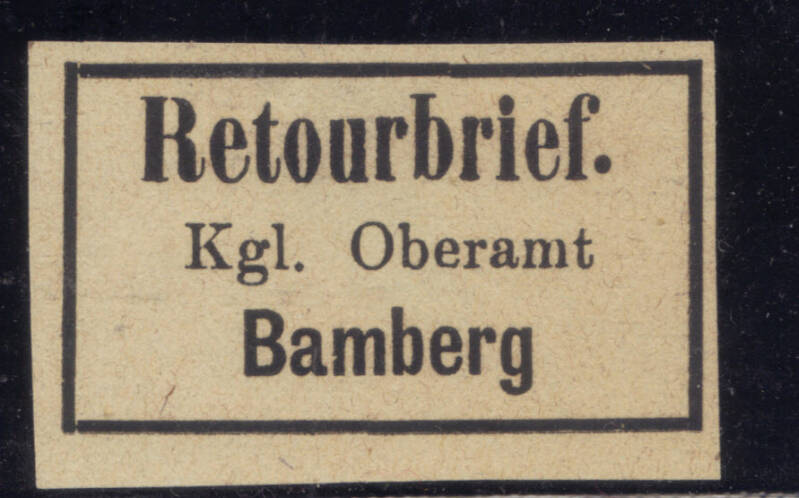 Retourbrief.
Kgl. Oberamt
Bamberg